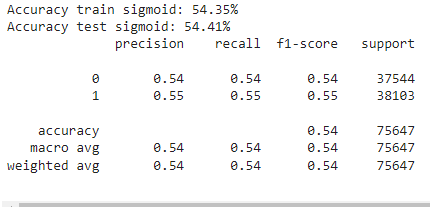 Accuracy train sigmoid: 54.35%
Accuracy test sigmoid: 54.41%
precision recall f1-score support
0 0.54 0.54 0.54 37544
1 0.55 0.55 0.55 38103
accuracy 0.54 75647
macro avg 0.54 0.54 0.54 75647
weighted avg 0.54 0.54 0.54 75647